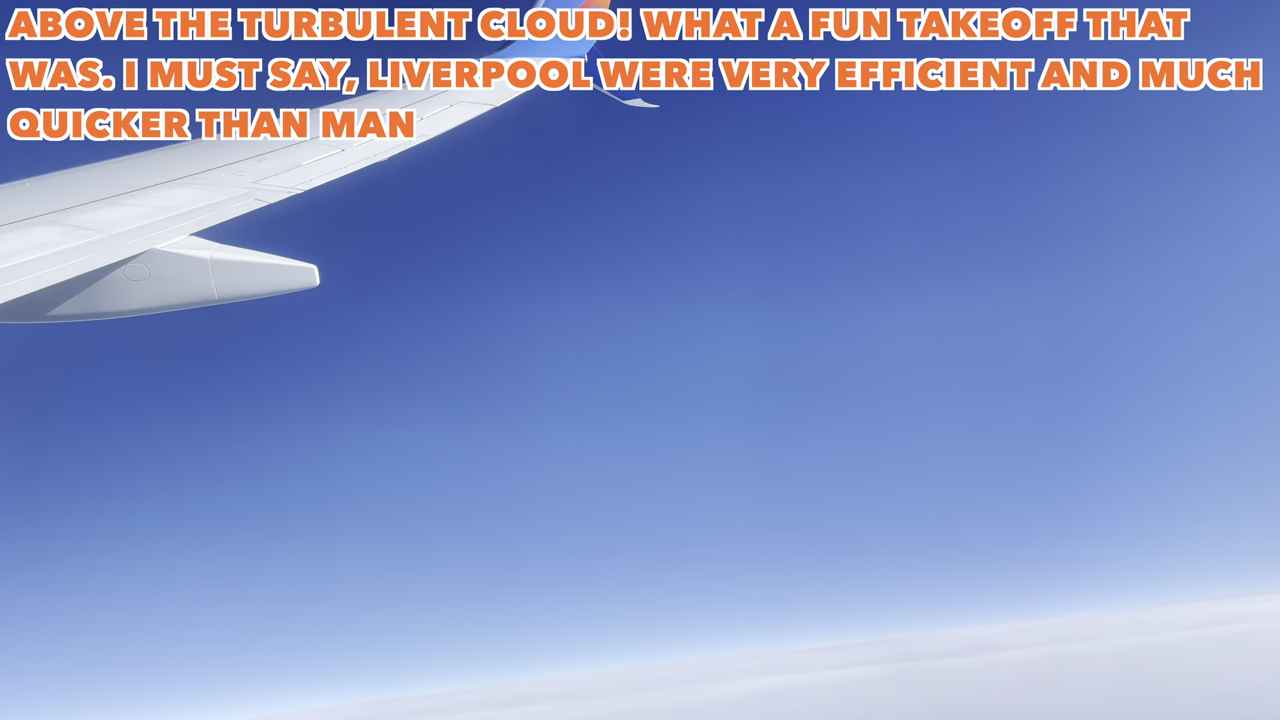 ABOVE THE TURBULENT CLOUD! WHAT A FUN TAKEOFF THAT
WAS. I MUST SAY, LIVERPOOL WERE VERY EFFICIENT AND MUCH
QUICKER THAN MAN